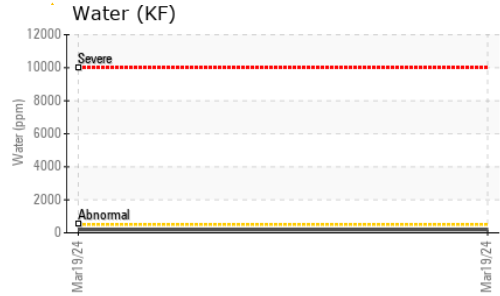 Water (KF)
12000
Severe
10000
8000
Water (ppm)
6000
4000
2000
Abnormal
0
Mar19/24
Mar19/24